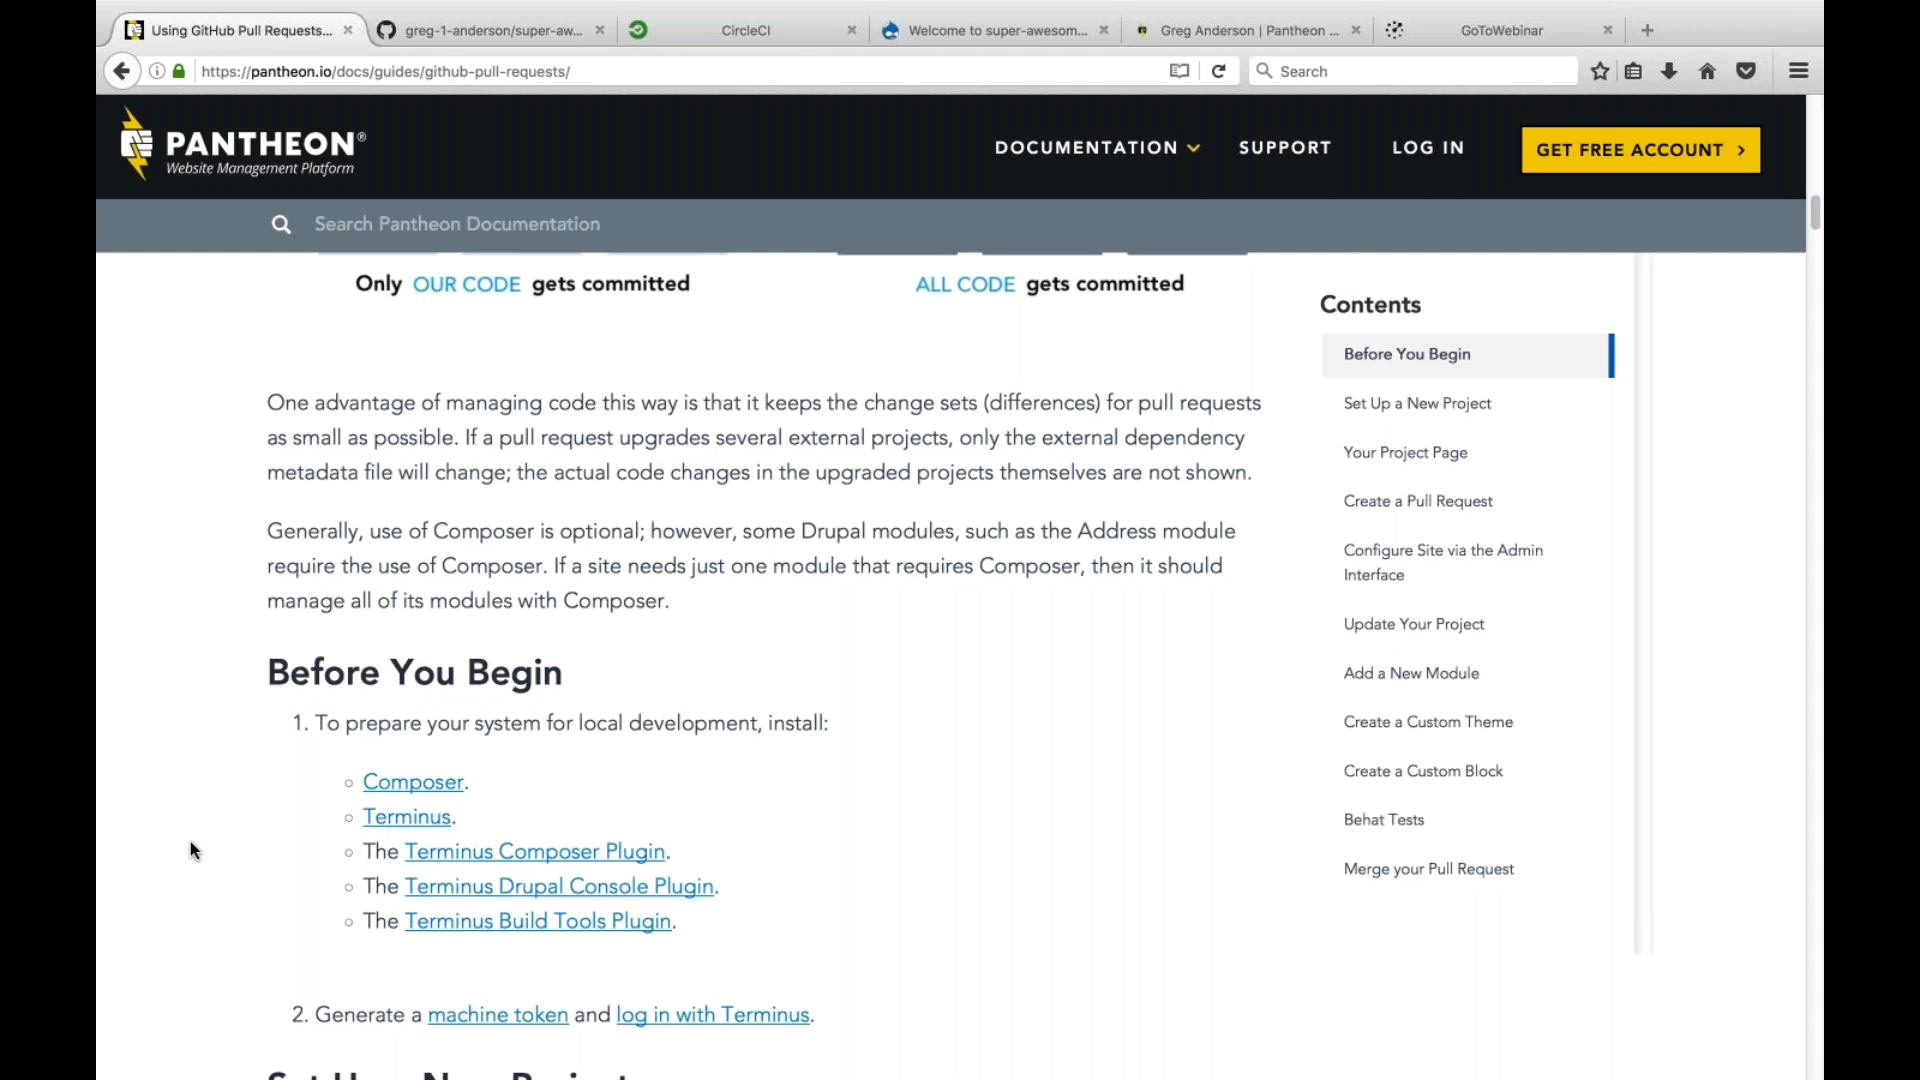 Using GitHub Pull Requests...
greg-1-anderson/super-aw...
CircleCI
Welcome to super-awesom...
Greg Anderson | Pantheon ...
GoToWebinar
https://pantheon.io/docs/guides/github-pull-requests/
Search
PANTHEON®
Website Management Platform
DOCUMENTATION
SUPPORT
LOG IN
GET FREE ACCOUNT
Search Pantheon Documentation
Only OUR CODE gets committed
ALL CODE gets committed
One advantage of managing code this way is that it keeps the change sets (differences) for pull requests
as small as possible. If a pull request upgrades several external projects, only the external dependency
metadata file will change; the actual code changes in the upgraded projects themselves are not shown.
Generally, use of Composer is optional; however, some Drupal modules, such as the Address module
require the use of Composer. If a site needs just one module that requires Composer, then it should
manage all of its modules with Composer.
Before You Begin
1. To prepare your system for local development, install:
Composer.
Terminus.
The Terminus Composer Plugin.
The Terminus Drupal Console Plugin.
The Terminus Build Tools Plugin.
2. Generate a machine token and log in with Terminus.
Contents
Before You Begin
Set Up a New Project
Your Project Page
Create a Pull Request
Configure Site via the Admin
Interface
Update Your Project
Add a New Module
Create a Custom Theme
Create a Custom Block
Behat Tests
Merge your Pull Request